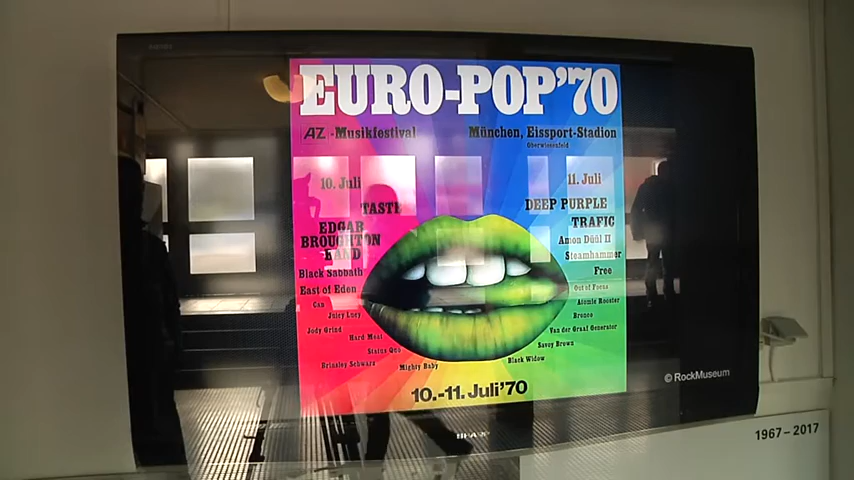 EURO-POP'70
AZ -Musikfestival
München, Eissport-Stadion
Oberwiesenfeld
10. Juli
TASTE
EDGAR
BROUGHTON
BAND
Black Sabbath
East of Eden
Can
Juicy Lucy
Jody Grind
Hard Meat
Status Quo
Brinsley Schwarz
Mighty Baby
11. Juli
DEEP PURPLE
TRAFIC
Amon Düül II
Steamhammer
Free
Out of Focus
Atomic Rooster
Bronco
Van der Graaf Generator
Savoy Brown
Black Widow
10.-11. Juli'70
© RockMuseum
1967 – 2017